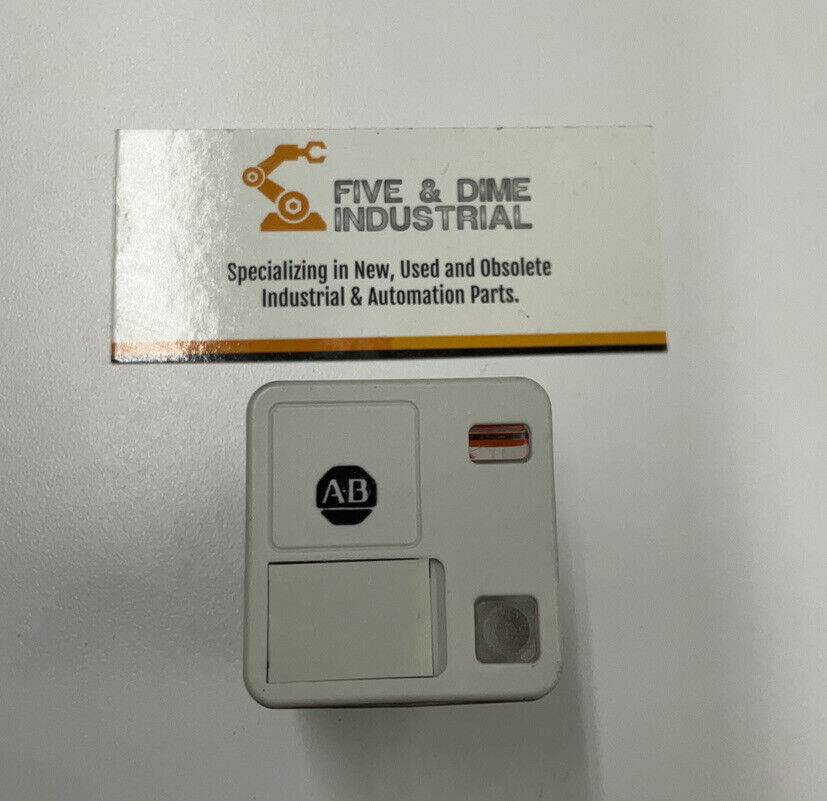 FIVE & DIME
INDUSTRIAL
Specializing in New, Used and Obsolete
Industrial & Automation Parts.
AB